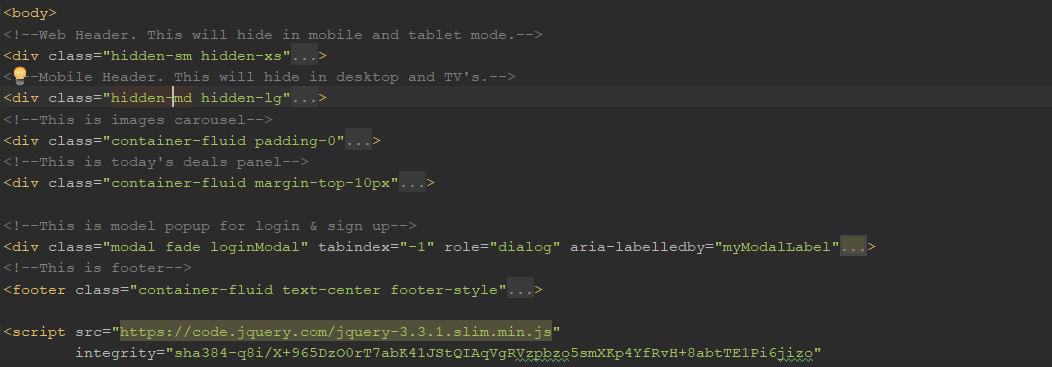 <body>
<!--Web Header. This will hide in mobile and tablet mode.-->
<div class="hidden-sm hidden-xs"...>
<!--Mobile Header. This will hide in desktop and TV's.-->
<div class="hidden-md hidden-lg"...>
<!--This is images carousel-->
<div class="container-fluid padding-0"...>
<!--This is today's deals panel-->
<div class="container-fluid margin-top-10px"...>
<!--This is model popup for login & sign up-->
<div class="modal fade loginModal" tabindex="-1" role="dialog" aria-labelledby="myModalLabel"...>
<!--This is footer-->
<footer class="container-fluid text-center footer-style"...>
<script src="https://code.jquery.com/jquery-3.3.1.slim.min.js"
integrity="sha384-q8i/X+965DzO0rT7abK41JStQIAqVgRVzpbzo5smXKp4YfRvH+8abtTE1Pi6jizo"